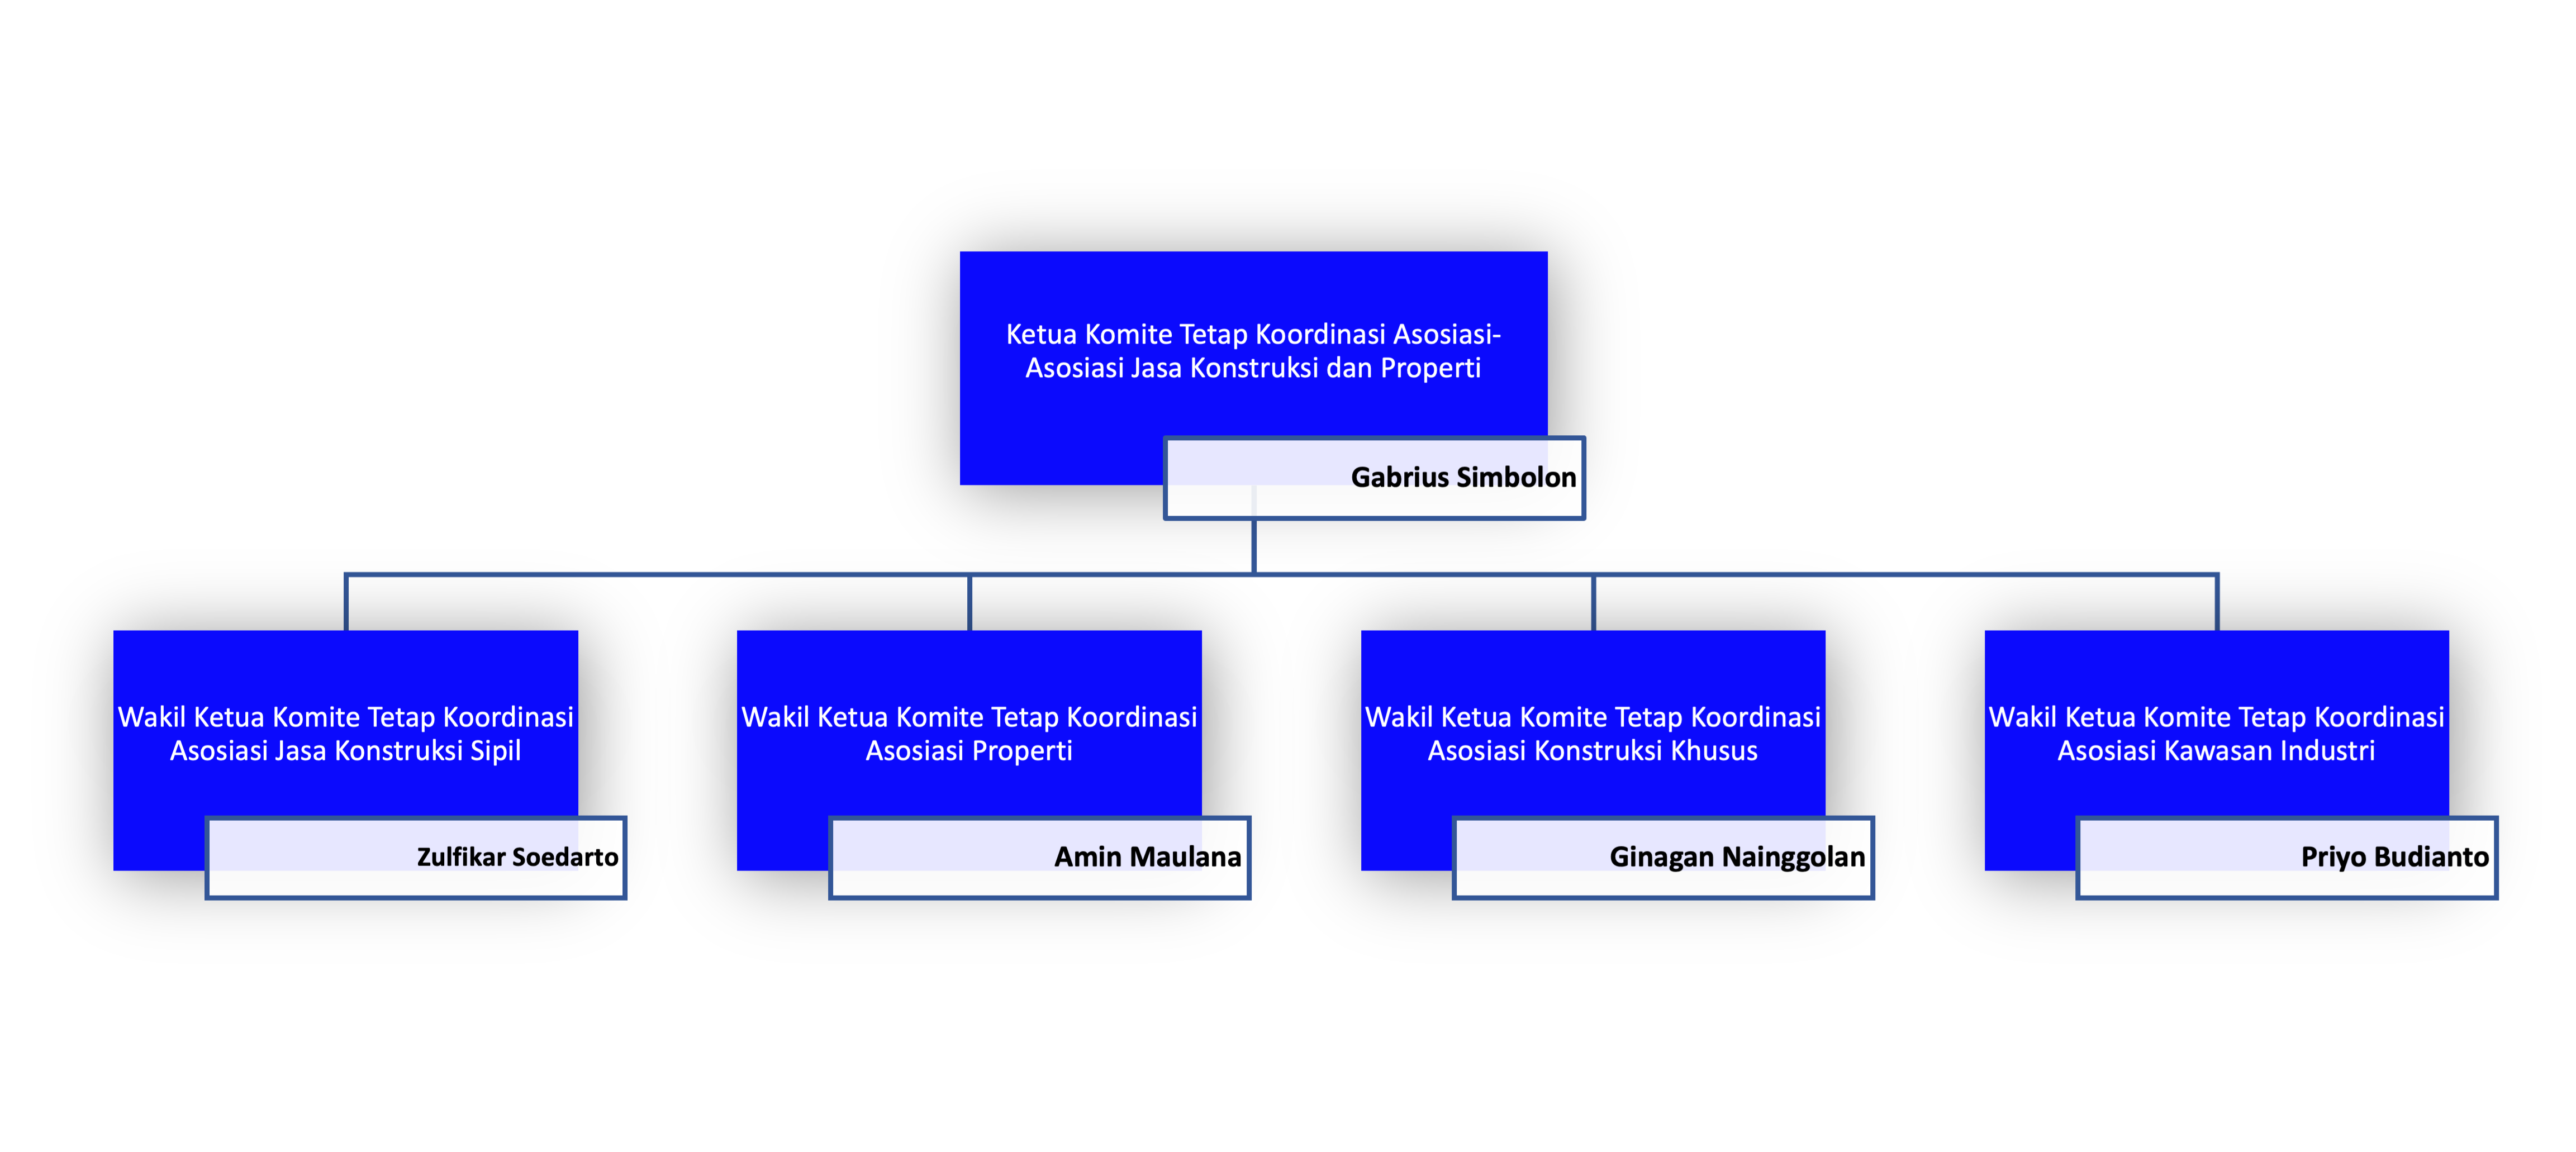 Ketua Komite Tetap Koordinasi Asosiasi-
Asosiasi Jasa Konstruksi dan Properti
Gabrius Simbolon
Wakil Ketua Komite Tetap Koordinasi
Asosiasi Jasa Konstruksi Sipil
Zulfikar Soedarto
Wakil Ketua Komite Tetap Koordinasi
Asosiasi Properti
Amin Maulana
Wakil Ketua Komite Tetap Koordinasi
Asosiasi Konstruksi Khusus
Ginagan Nainggolan
Wakil Ketua Komite Tetap Koordinasi
Asosiasi Kawasan Industri
Priyo Budianto